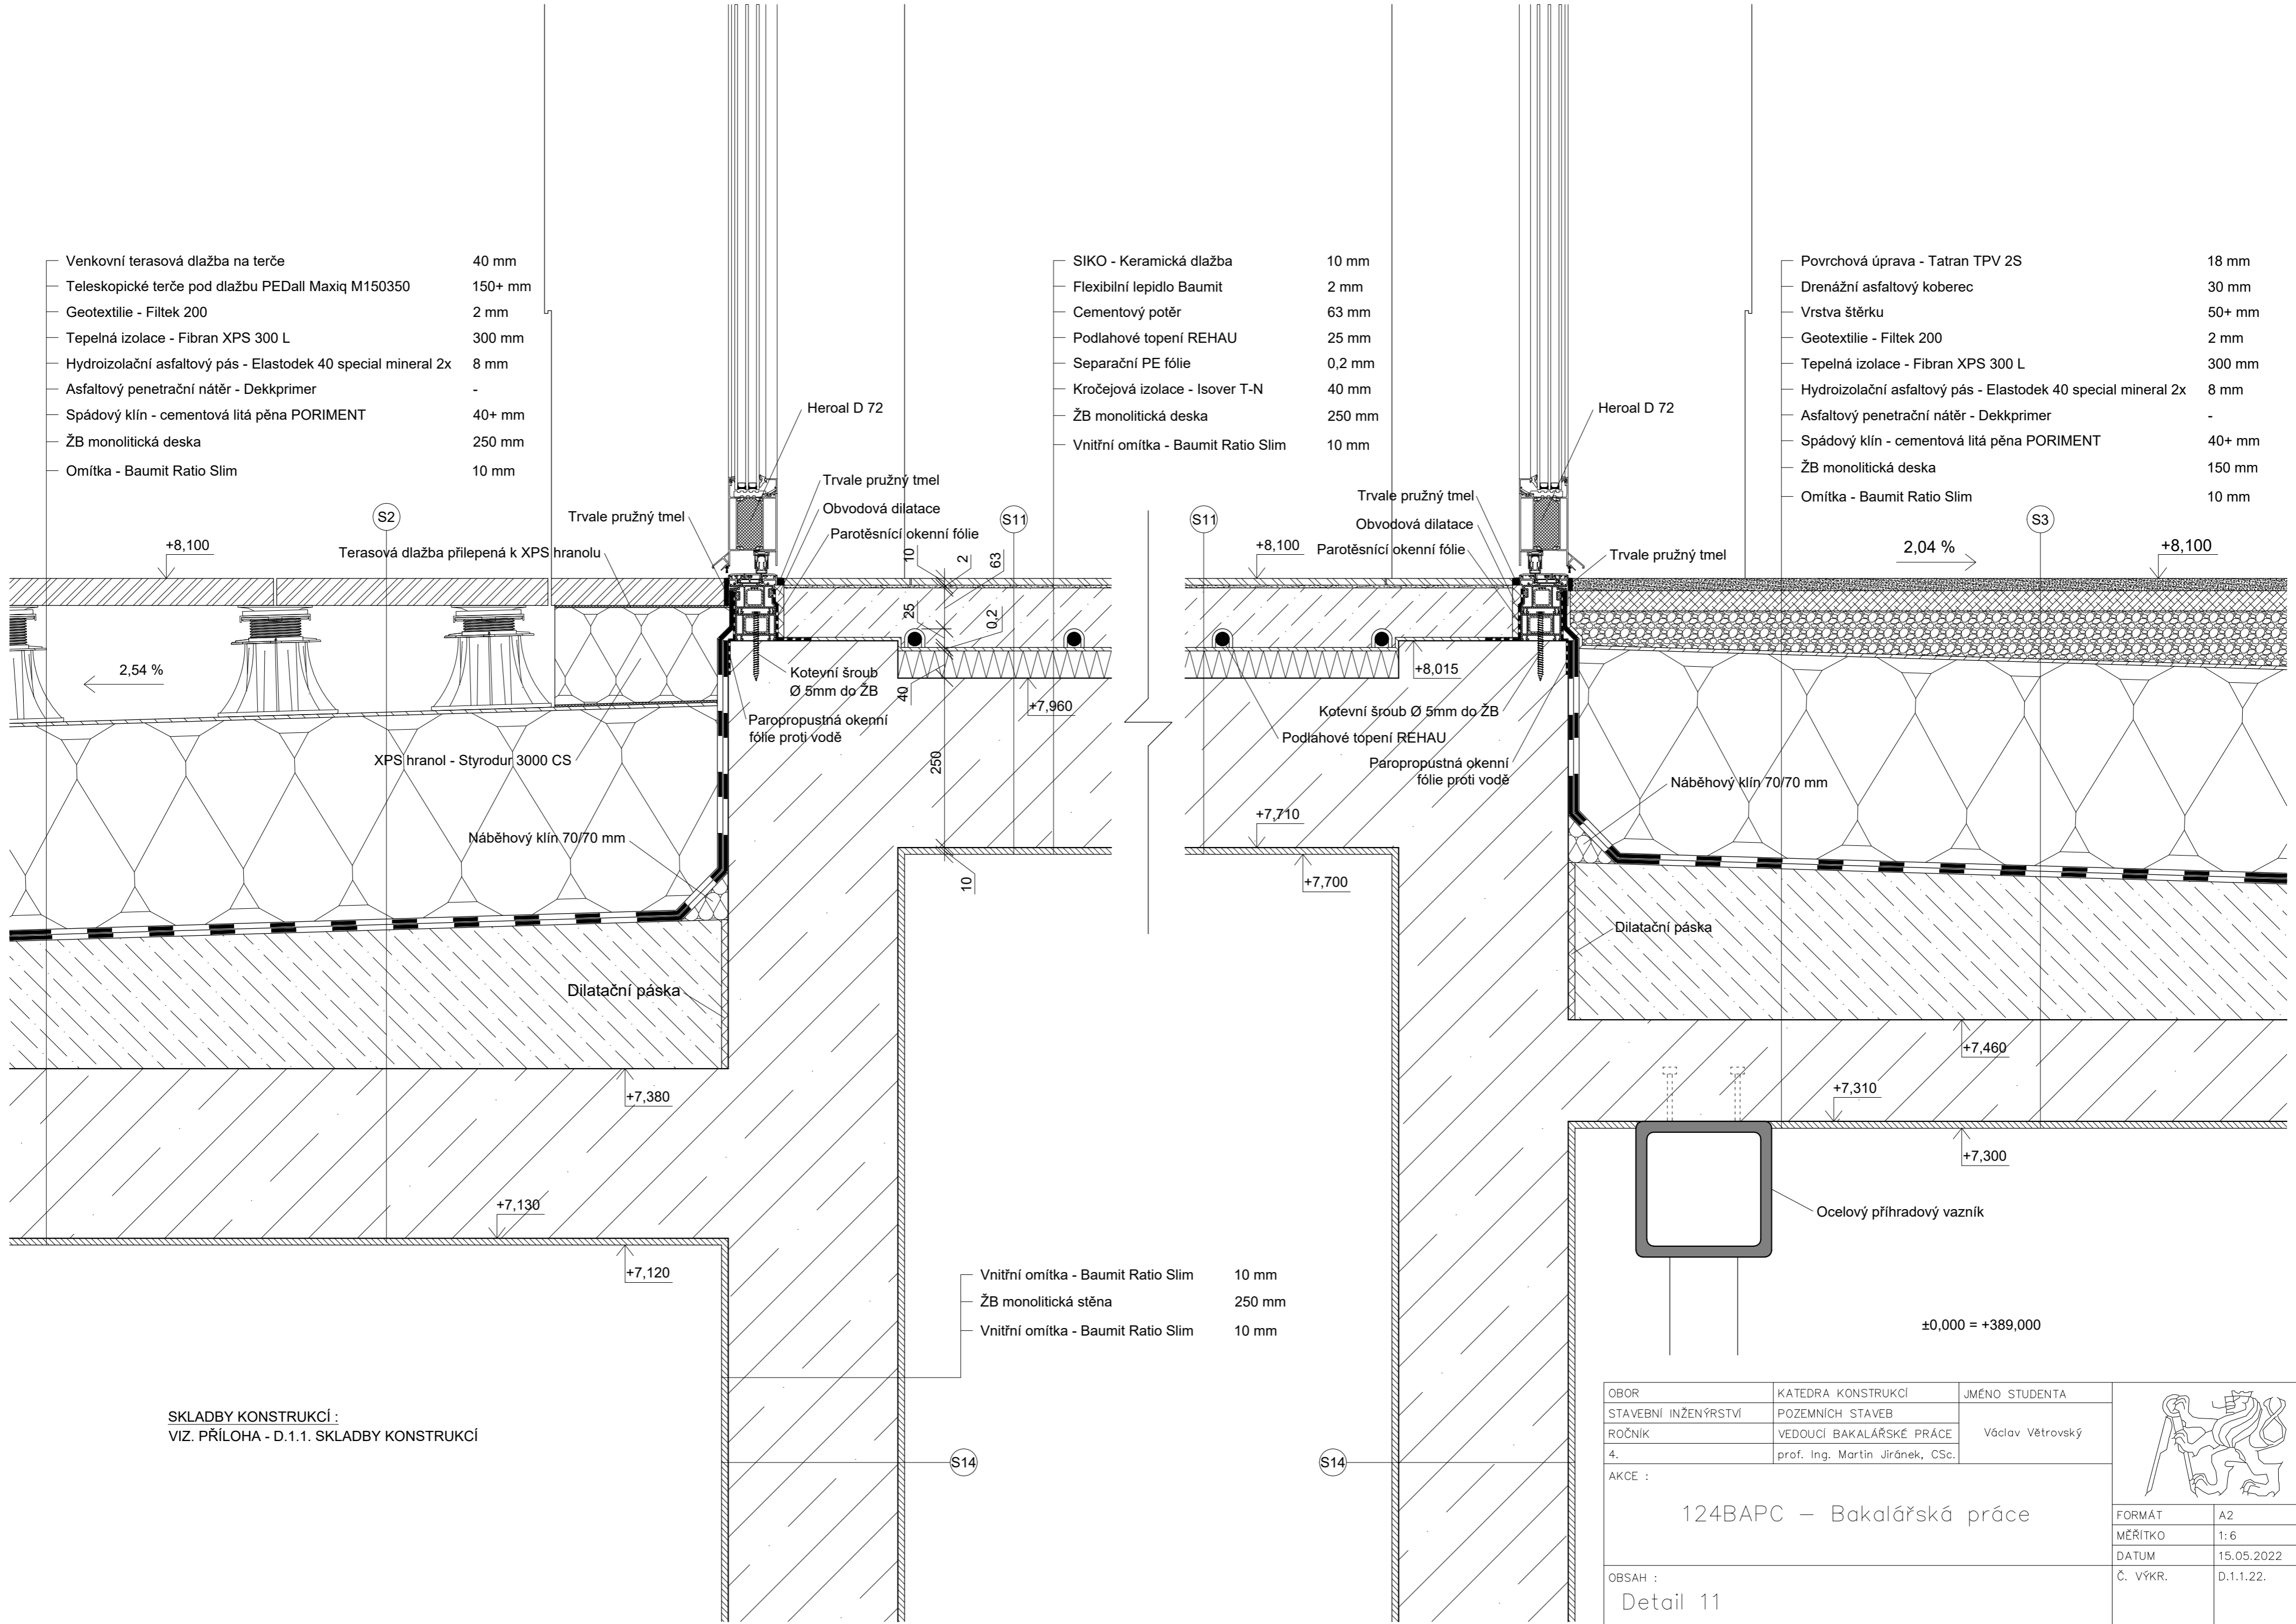 Venkovní terasová dlažba na terče 40 mm
Teleskopické terče pod dlažbu PEDall Maxiq M150350 150+ mm
Geotextilie - Filtek 200 2 mm
Tepelná izolace - Fibran XPS 300 L 300 mm
Hydroizolační asfaltový pás - Elastodek 40 special mineral 2x 8 mm
Asfaltový penetrační nátěr - Dekkprimer -
Spádový klín - cementová litá pěna PORIMENT 40+ mm
ŽB monolitická deska 250 mm
Omítka - Baumit Ratio Slim 10 mm
SIKO - Keramická dlažba 10 mm
Flexibilní lepidlo Baumit 2 mm
Cementový potěr 63 mm
Podlahové topení REHAU 25 mm
Separační PE fólie 0,2 mm
Kročejová izolace - Isover T-N 40 mm
ŽB monolitická deska 250 mm
Vnitřní omítka - Baumit Ratio Slim 10 mm
Povrchová úprava - Tatran TPV 2S 18 mm
Drenážní asfaltový koberec 30 mm
Vrstva štěrku 50+ mm
Geotextilie - Filtek 200 2 mm
Tepelná izolace - Fibran XPS 300 L 300 mm
Hydroizolační asfaltový pás - Elastodek 40 special mineral 2x 8 mm
Asfaltový penetrační nátěr - Dekkprimer -
Spádový klín - cementová litá pěna PORIMENT 40+ mm
ŽB monolitická deska 150 mm
Omítka - Baumit Ratio Slim 10 mm
Heroal D 72
Heroal D 72
Trvale pružný tmel
Obvodová dilatace
Parotěsnící okenní fólie
Trvale pružný tmel
Terasová dlažba přilepená k XPS hranolu
S2
+8,100
2,54 %
S11
S11
+8,100
Trvale pružný tmel
Obvodová dilatace
Parotěsnící okenní fólie
Trvale pružný tmel
S3
2,04 %
+8,100
10
2
63
25
0,2
40
250
10
Kotevní šroub
Ø 5mm do ŽB
Paropropustná okenní
fólie proti vodě
+7,960
+8,015
Kotevní šroub Ø 5mm do ŽB
Podlahové topení REHAU
Paropropustná okenní
fólie proti vodě
XPS hranol - Styrodur 3000 CS
Náběhový klín 70/70 mm
Náběhový klín 70/70 mm
+7,710
+7,700
Dilatační páska
Dilatační páska
+7,380
+7,460
+7,310
+7,300
+7,130
+7,120
Ocelový příhradový vazník
Vnitřní omítka - Baumit Ratio Slim 10 mm
ŽB monolitická stěna 250 mm
Vnitřní omítka - Baumit Ratio Slim 10 mm
±0,000 = +389,000
SKLADBY KONSTRUKCÍ :
VIZ. PŘÍLOHA - D.1.1. SKLADBY KONSTRUKCÍ
S14
S14
OBOR
STAVEBNÍ INŽENÝRSTVÍ
ROČNÍK
4.
KATEDRA KONSTRUKCÍ
POZEMNÍCH STAVEB
VEDOUCÍ BAKALÁŘSKÉ PRÁCE
prof. Ing. Martin Jiránek, CSc.
JMÉNO STUDENTA
Václav Větrovský
AKCE :
124BAPC – Bakalářská práce
OBSAH :
Detail 11
FORMÁT A2
MĚŘÍTKO 1:6
DATUM 15.05.2022
Č. VÝKR. D.1.1.22.